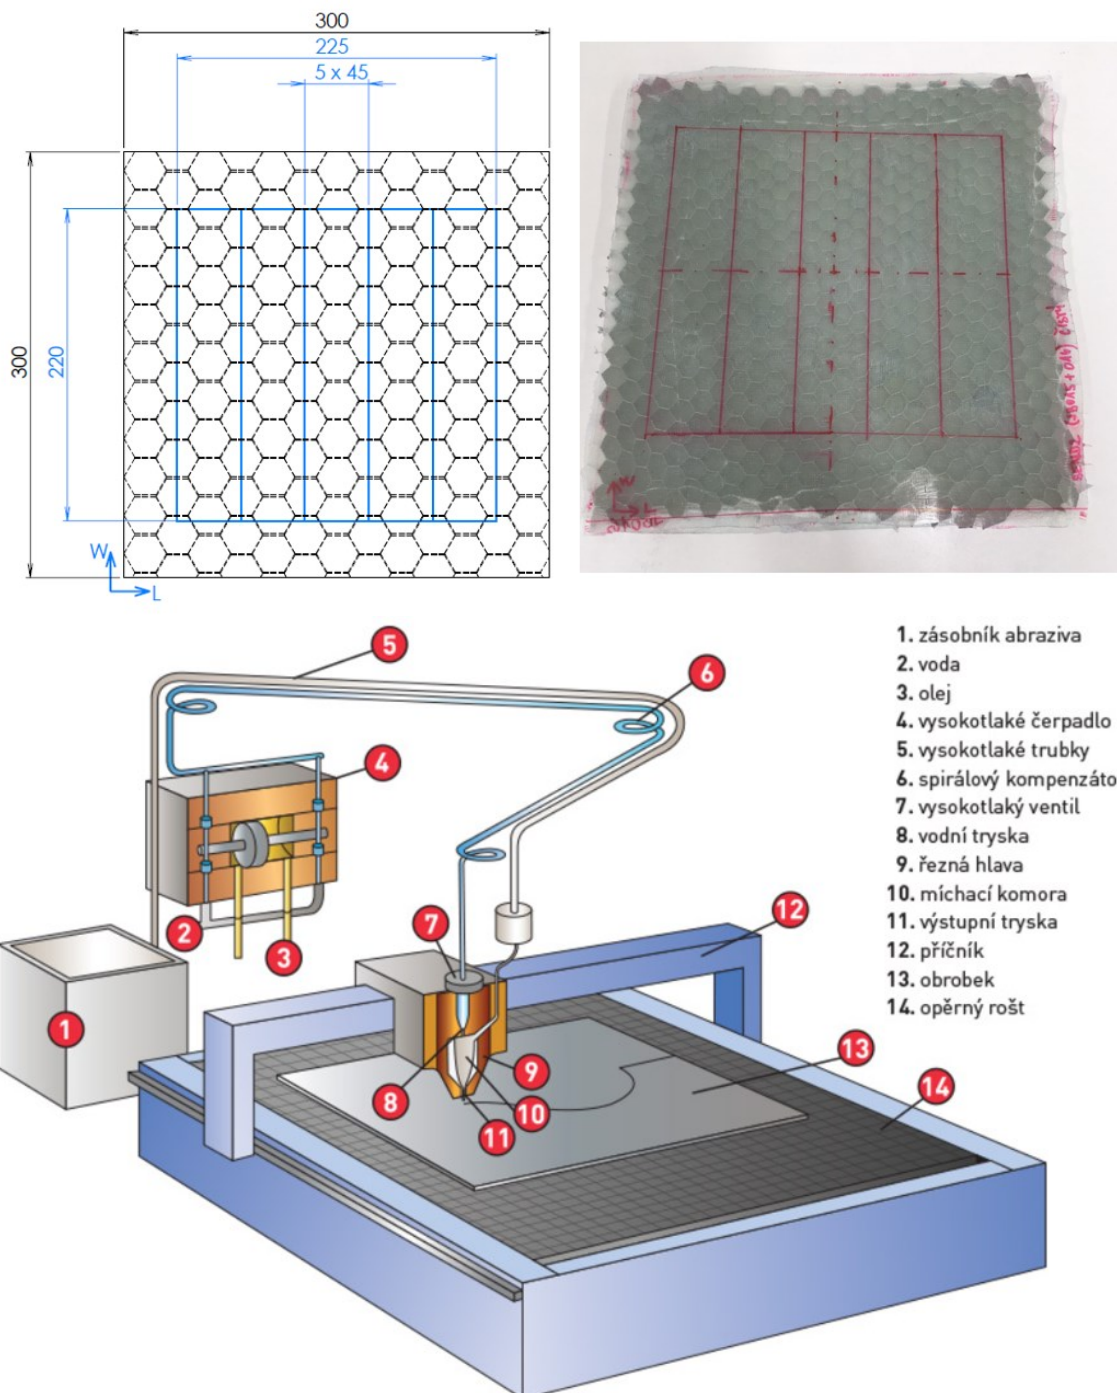 300
225
5 x 45
300
220
W
L
1. zásobník abraziva
2. voda
3. olej
4. vysokotlaké čerpadlo
5. vysokotlaké trubky
6. spirálový kompenzáto
7. vysokotlaký ventil
8. vodní tryska
9. řezná hlava
10. míchací komora
11. výstupní tryska
12. příčník
13. obrobek
14. opěrný rošt
5
6
4
2
3
7
12
1
8
9
10
11
13
14